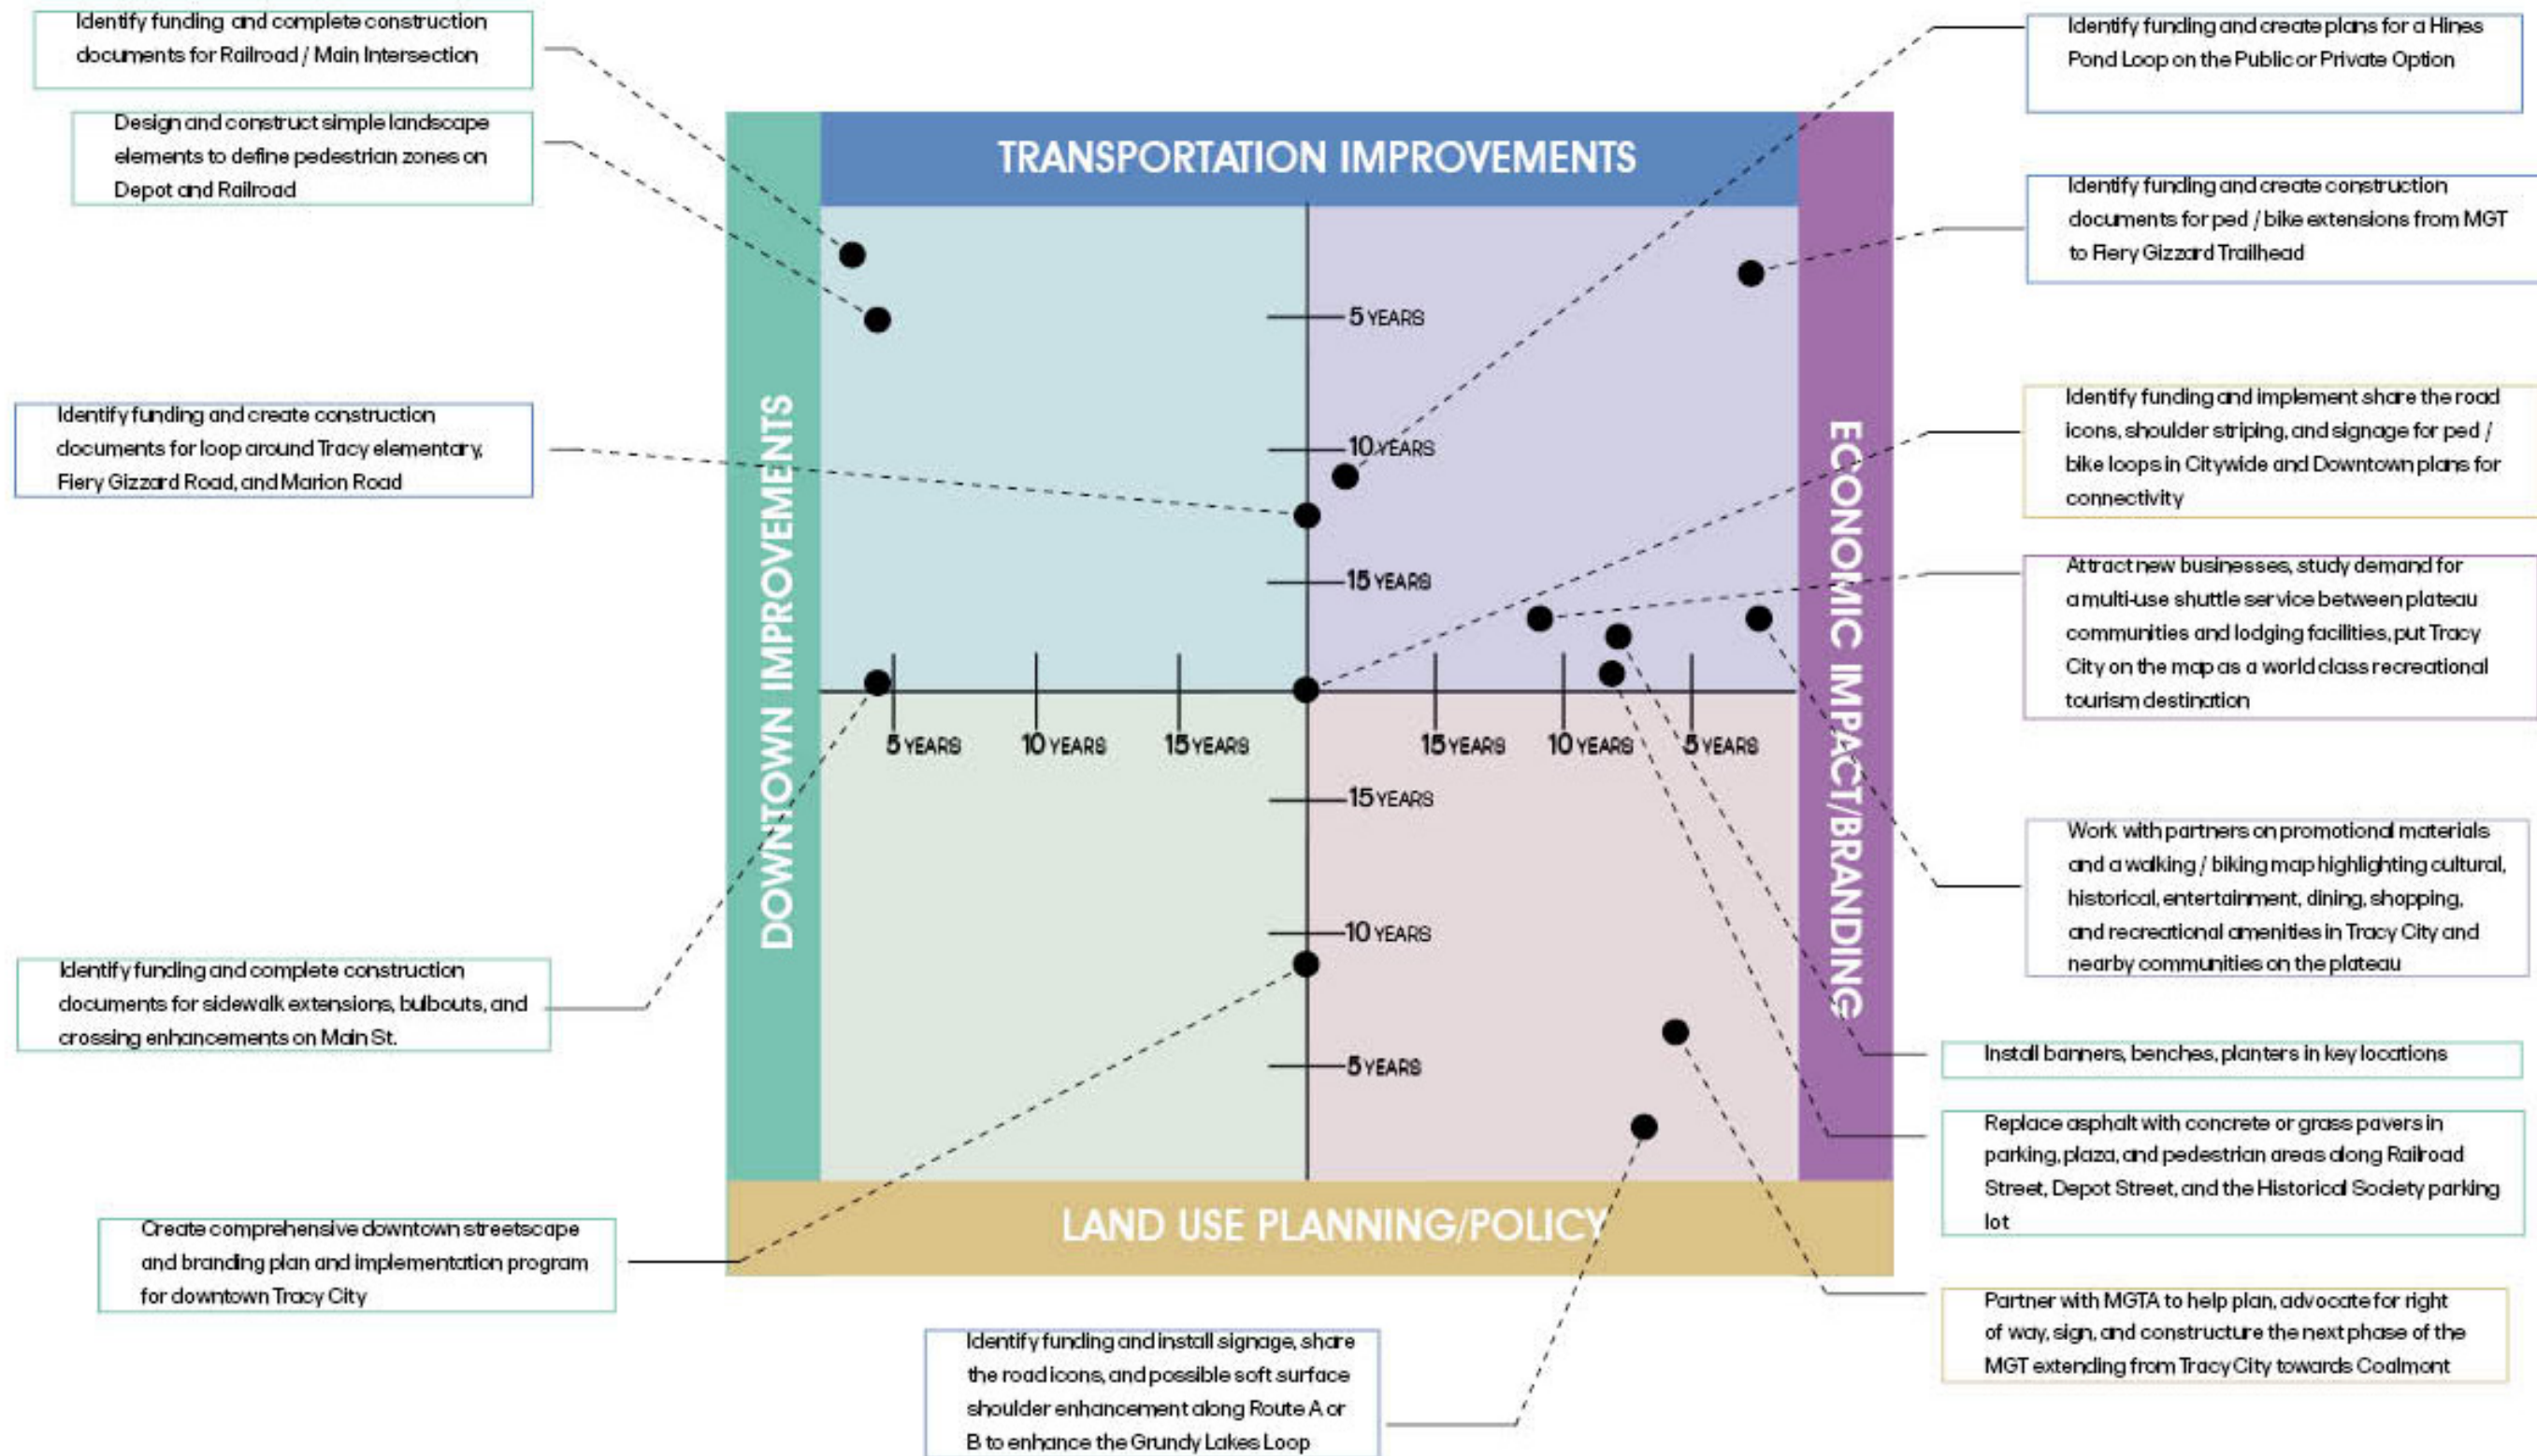 Identify funding and complete construction
documents for Railroad / Main Intersection
Design and construct simple landscape
elements to define pedestrian zones on
Depot and Railroad
Identify funding and create construction
documents for loop around Tracy elementary,
Fiery Gizzard Road, and Marion Road
Identify funding and complete construction
documents for sidewalk extensions, bulbouts, and
crossing enhancements on Main St.
Create comprehensive downtown streetscape
and branding plan and implementation program
for downtown Tracy City
TRANSPORTATION IMPROVEMENTS
DOWNTOWN IMPROVEMENTS
5 YEARS
10 YEARS
15 YEARS
5 YEARS
10 YEARS
15 YEARS
15 YEARS
10 YEARS
5 YEARS
15 YEARS
10 YEARS
5 YEARS
ECONOMIC IMPACT/BRANDING
LAND USE PLANNING/POLICY
Identify funding and install signage, share
the road icons, and possible soft surface
shoulder enhancement along Route A or
B to enhance the Grundy Lakes Loop
Identify funding and create plans for a Hines
Pond Loop on the Public or Private Option
Identify funding and create construction
documents for ped / bike extensions from MGT
to Fiery Gizzard Trailhead
Identify funding and implement share the road
icons, shoulder striping, and signage for ped /
bike loops in Citywide and Downtown plans for
connectivity
Attract new businesses, study demand for
a multi-use shuttle service between plateau
communities and lodging facilities, put Tracy
City on the map as a world class recreational
tourism destination
Work with partners on promotional materials
and a walking / biking map highlighting cultural,
historical, entertainment, dining, shopping,
and recreational amenities in Tracy City and
nearby communities on the plateau
Install banners, benches, planters in key locations
Replace asphalt with concrete or grass pavers in
parking, plaza, and pedestrian areas along Railroad
Street, Depot Street, and the Historical Society parking
lot
Partner with MGTA to help plan, advocate for right
of way, sign, and constructure the next phase of the
MGT extending from Tracy City towards Coalmont